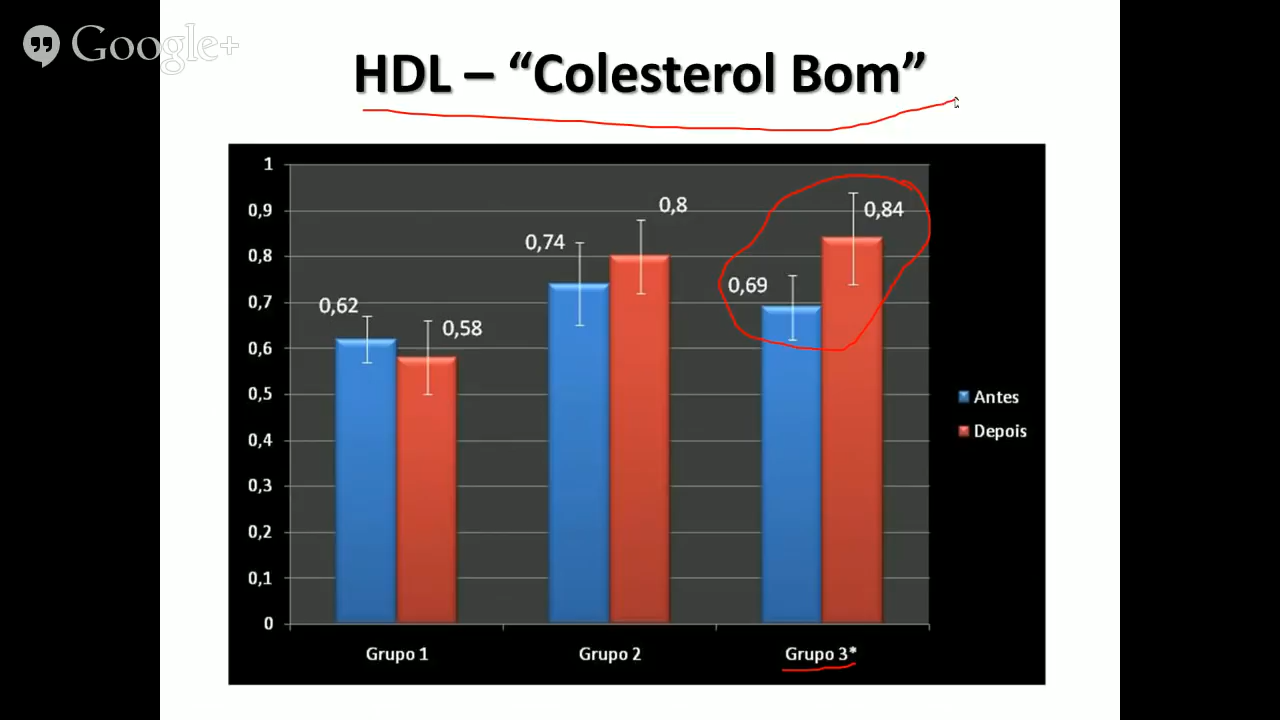 Google+
HDL – “Colesterol Bom”
1
0,9
0,8
0,7
0,6
0,5
0,4
0,3
0,2
0,1
0
0,62
0,58
0,74
0,8
0,69
0,84
Antes
Depois
Grupo 1
Grupo 2
Grupo 3*